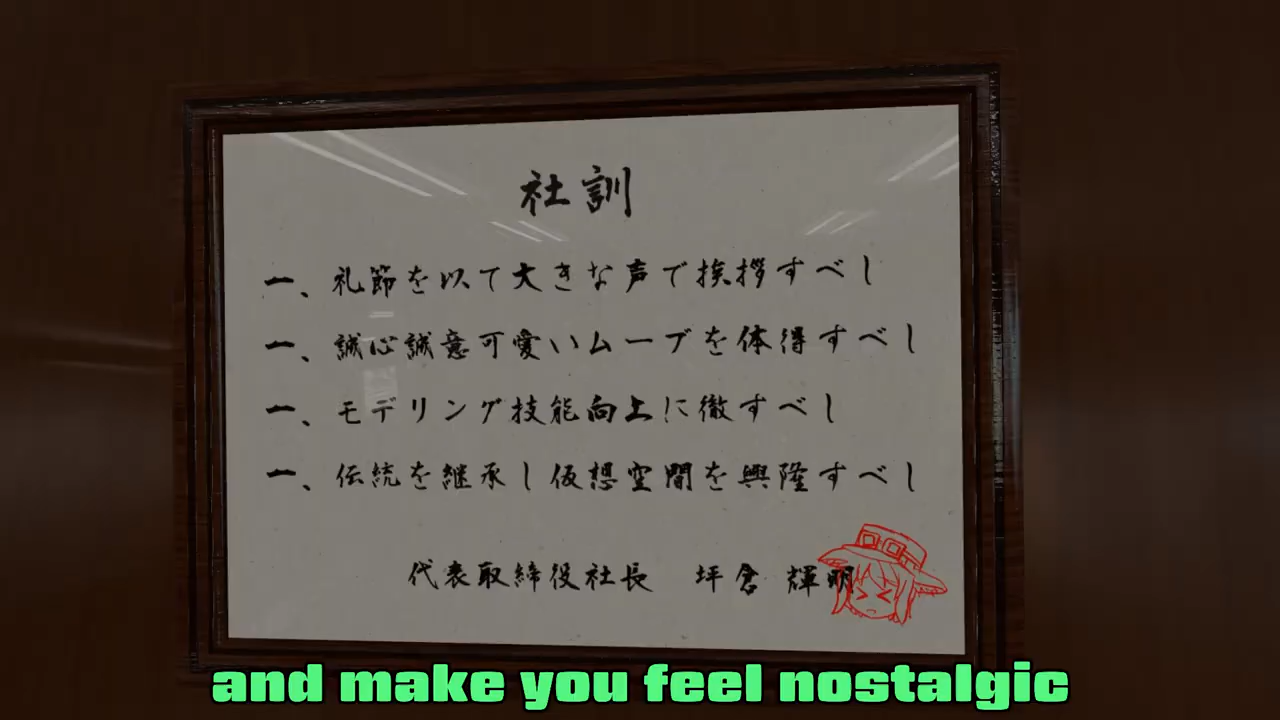 社訓
一、礼節を以て大きな声で挨拶すべし
一、誠心誠意可愛いムーブを体得すべし
一、モデリング技能向上に徹すべし
一、伝統を継承し仮想空間を興隆すべし
代表取締役社長 坪倉 輝明
and make you feel nostalgic